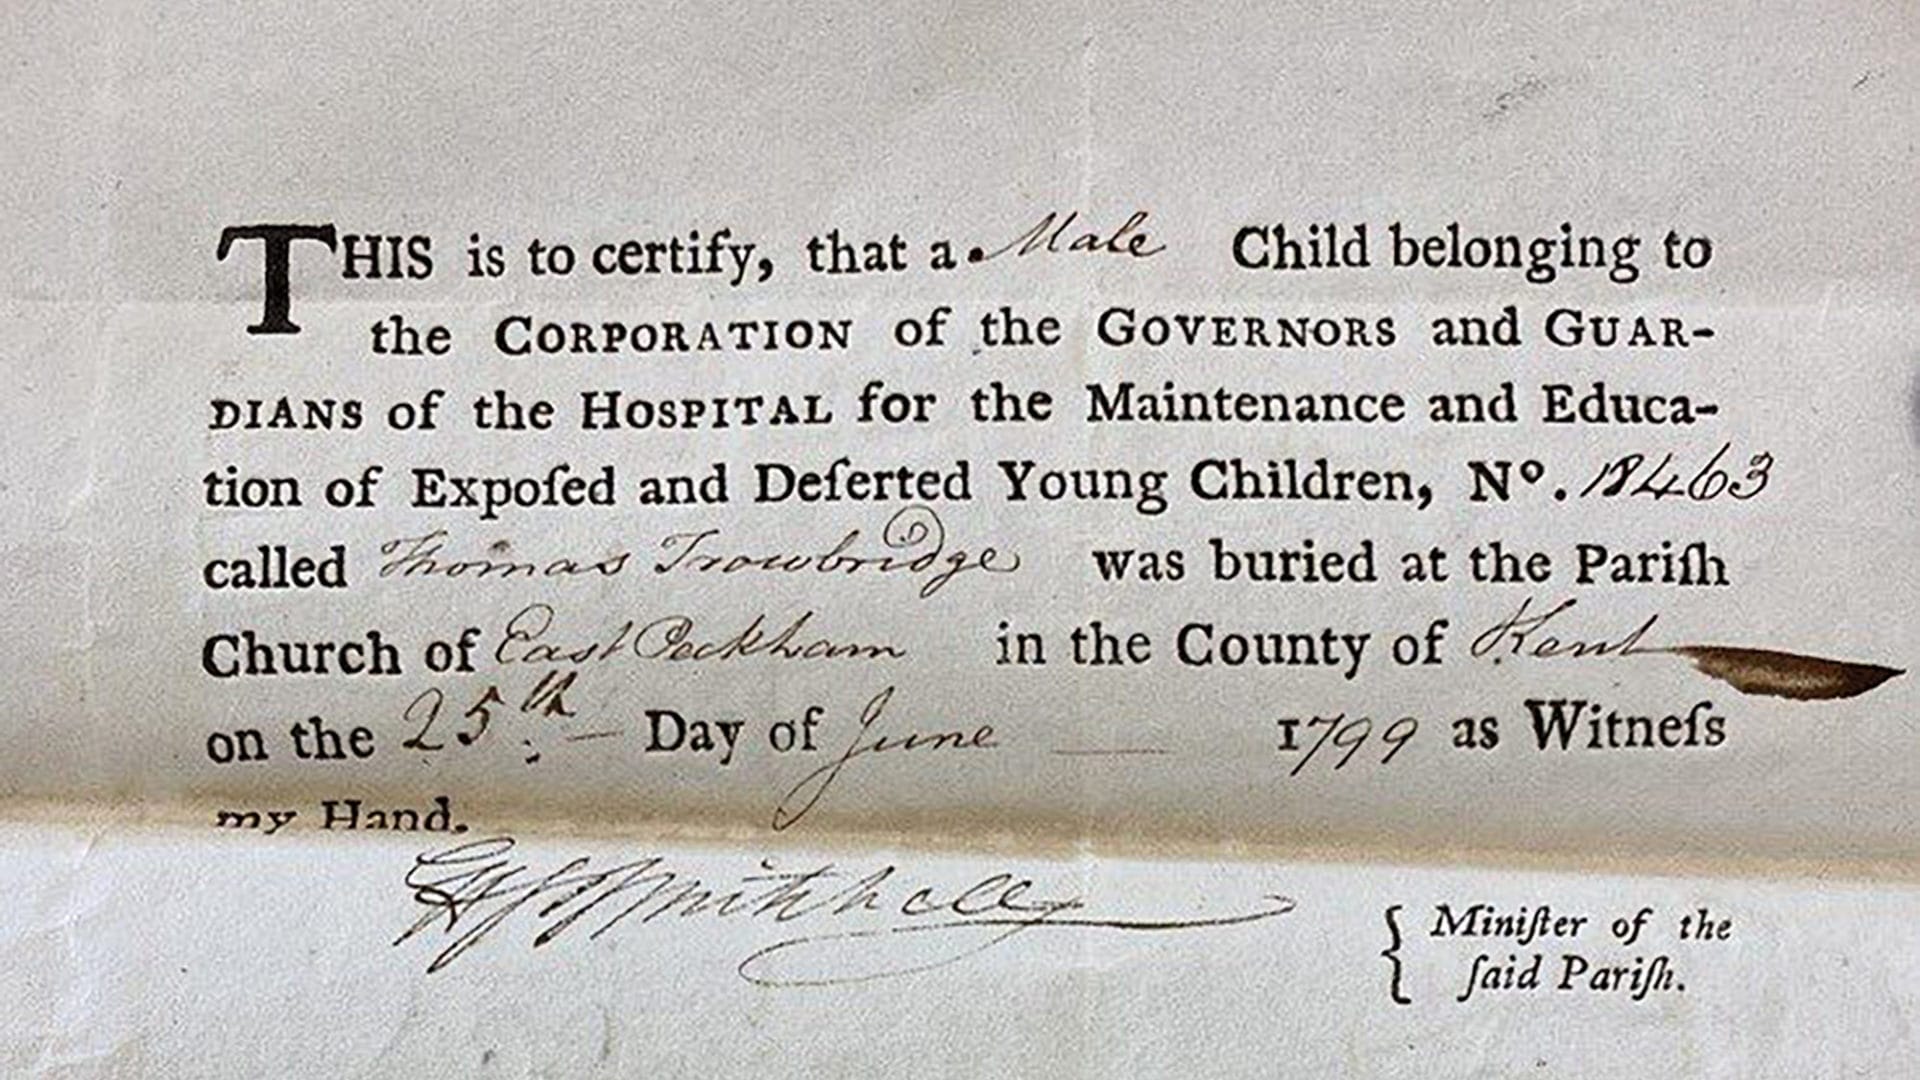 THIS is to certify, that a Male Child belonging to
the CORPORATION of the GOVERNORS and GUAR-
DIANS of the HOSPITAL for the Maintenance and Educa-
tion of Expoſed and Deſerted Young Children, Nº. 18463
called Thomas Trowbridge was buried at the Pariſh
Church of East Peckham in the County of Kent
on the 25th Day of June 1799 as Witneſs
my Hand.
{ Miniſter of the
ſaid Pariſh.